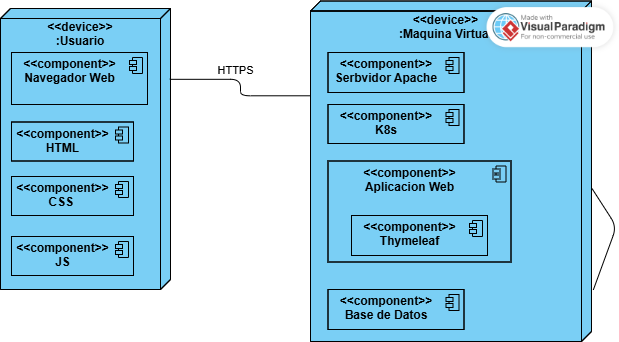 <<device>>
:Usuario
<<component>>
Navegador Web
<<component>>
HTML
<<component>>
CSS
<<component>>
JS
HTTPS
<<device>>
:Maquina Virtua
Made with
Visual Paradigm
For non-commercial use
<<component>>
Serbvidor Apache
<<component>>
K8s
<<component>>
Aplicacion Web
<<component>>
Thymeleaf
<<component>>
Base de Datos